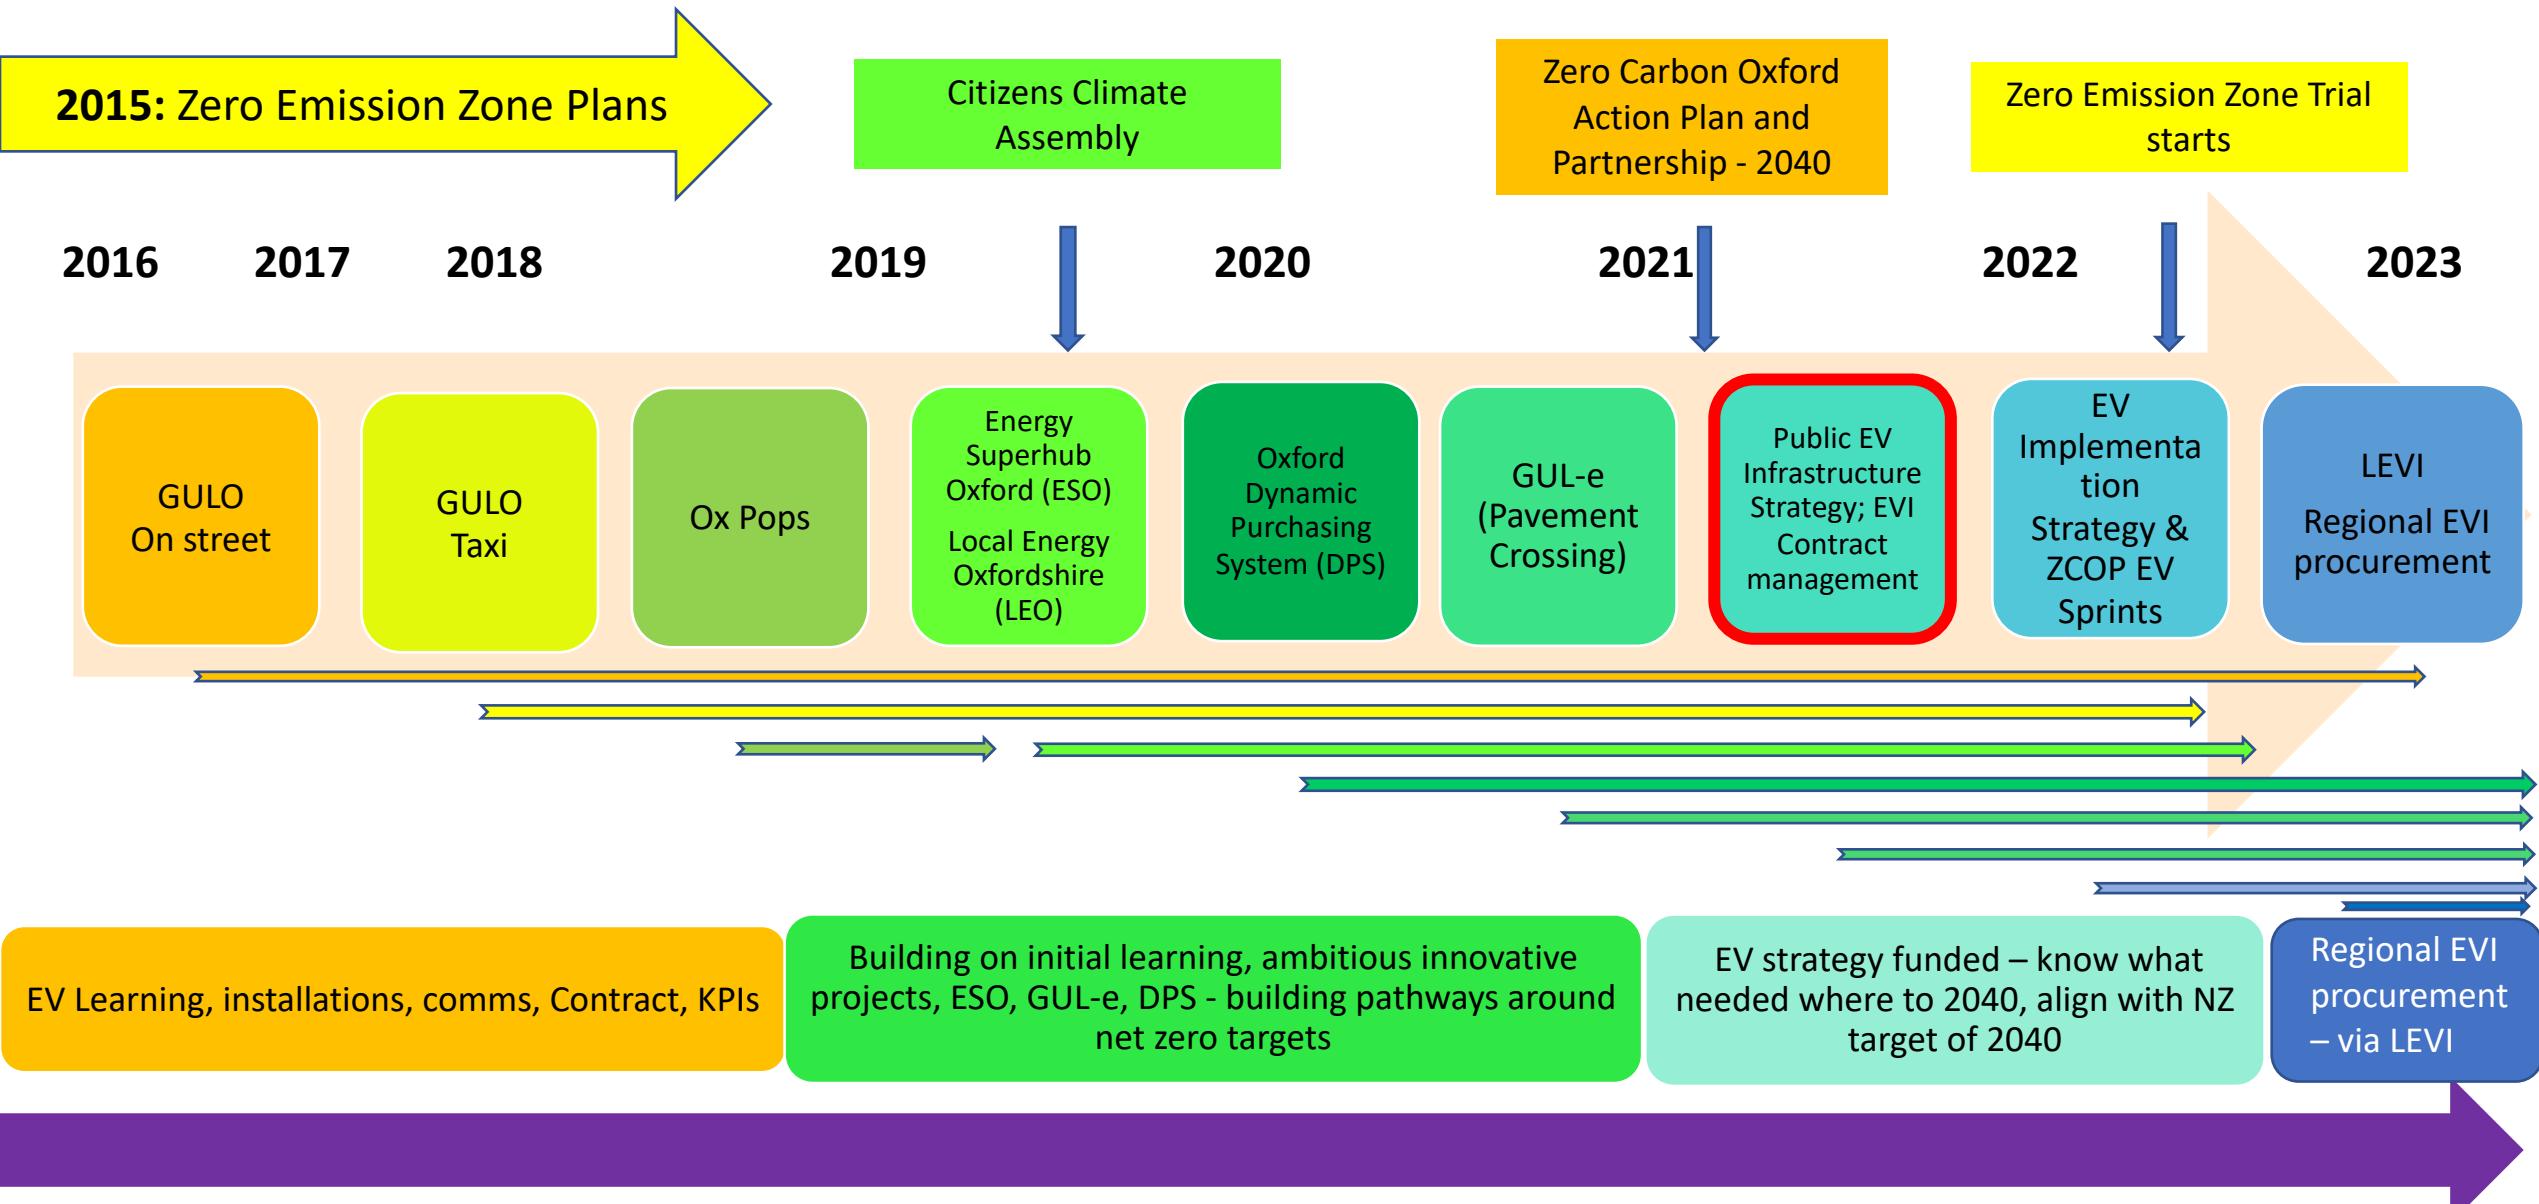 2015: Zero Emission Zone Plans
Citizens Climate
Assembly
Zero Carbon Oxford
Action Plan and
Partnership - 2040
Zero Emission Zone Trial
starts
2016 2017 2018 2019 2020 2021 2022 2023
GULO
On street
GULO
Taxi
Ox Pops
Energy
Superhub
Oxford (ESO)
Local Energy
Oxfordshire
(LEO)
Oxford
Dynamic
Purchasing
System (DPS)
GUL-e
(Pavement
Crossing)
Public EV
Infrastructure
Strategy; EVI
Contract
management
EV
Implementa
tion
Strategy &
ZCOP EV
Sprints
LEVI
Regional EVI
procurement
EV Learning, installations, comms, Contract, KPIs
Building on initial learning, ambitious innovative
projects, ESO, GUL-e, DPS - building pathways around
net zero targets
EV strategy funded – know what
needed where to 2040, align with NZ
target of 2040
Regional EVI
procurement
– via LEVI